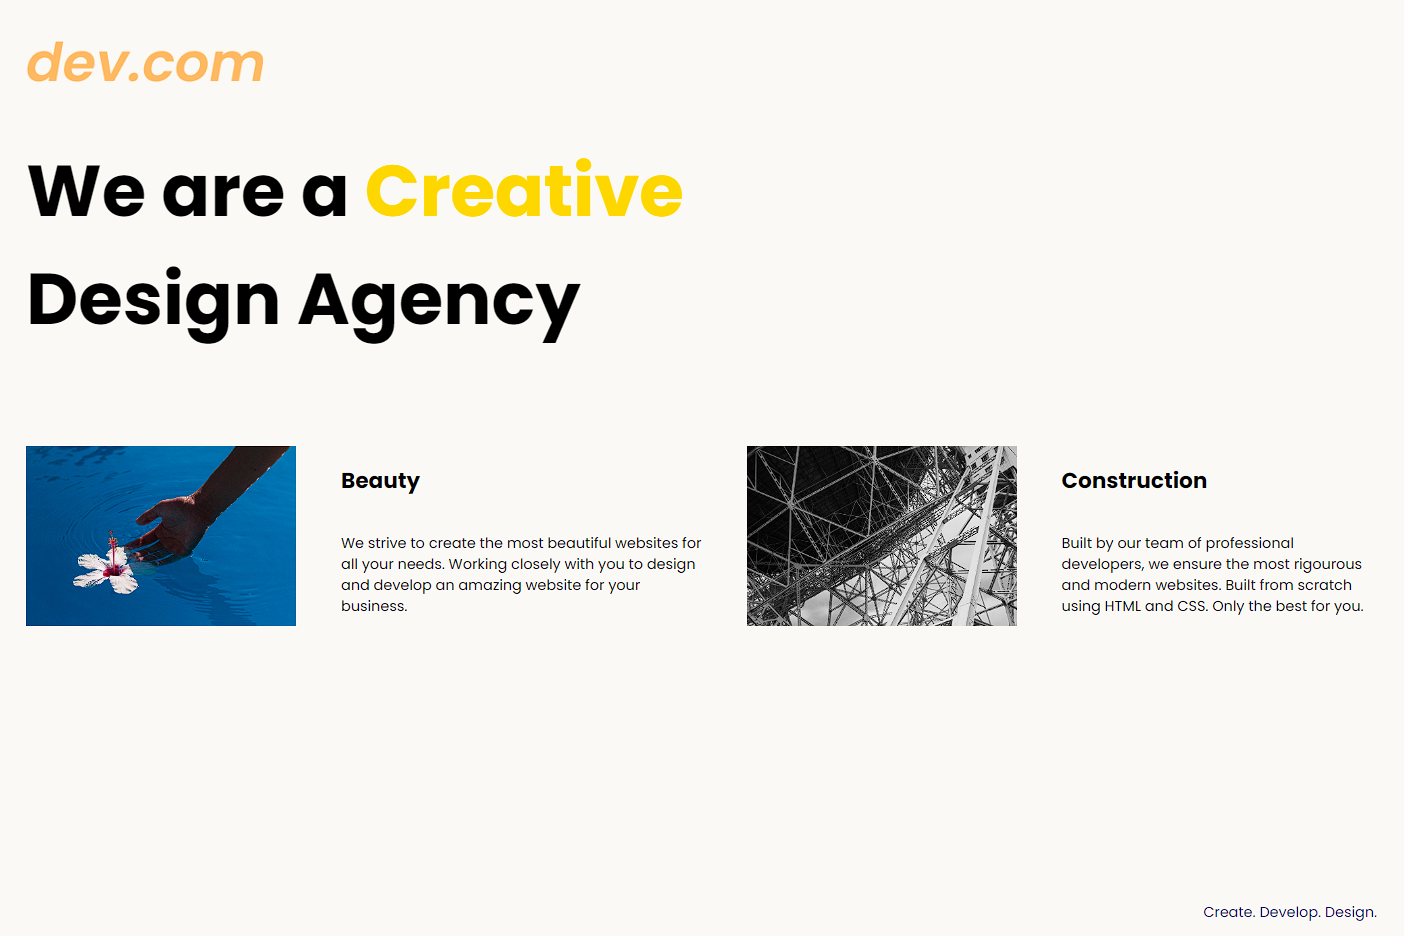 dev.com
We are a Creative
Design Agency
Beauty
We strive to create the most beautiful websites for
all your needs. Working closely with you to design
and develop an amazing website for your
business.
Construction
Built by our team of professional
developers, we ensure the most rigourous
and modern websites. Built from scratch
using HTML and CSS. Only the best for you.
Create. Develop. Design.